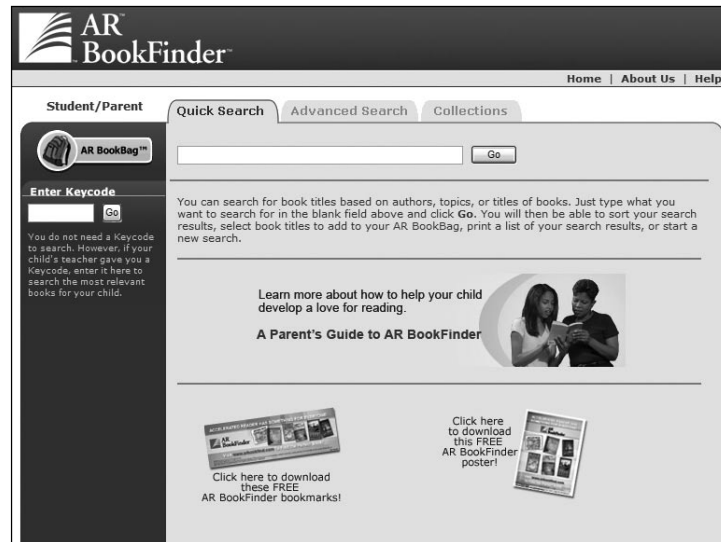 AR™
BookFinder™
Home | About Us | Help
Student/Parent
Quick Search
Advanced Search
Collections
AR BookBag™
Go
Enter Keycode
Go
You do not need a Keycode
to search. However, if your
child's teacher gave you a
Keycode, enter it here to
search the most relevant
books for your child.
You can search for book titles based on authors, topics, or titles of books. Just type what you
want to search for in the blank field above and click Go. You will then be able to sort your search
results, select book titles to add to your AR BookBag, print a list of your search results, or start a
new search.
Learn more about how to help your child
develop a love for reading.
A Parent's Guide to AR BookFinder
AR
BookFinder
Click here to download
these FREE
AR BookFinder bookmarks!
Click here
to download
this FREE
AR BookFinder
poster!